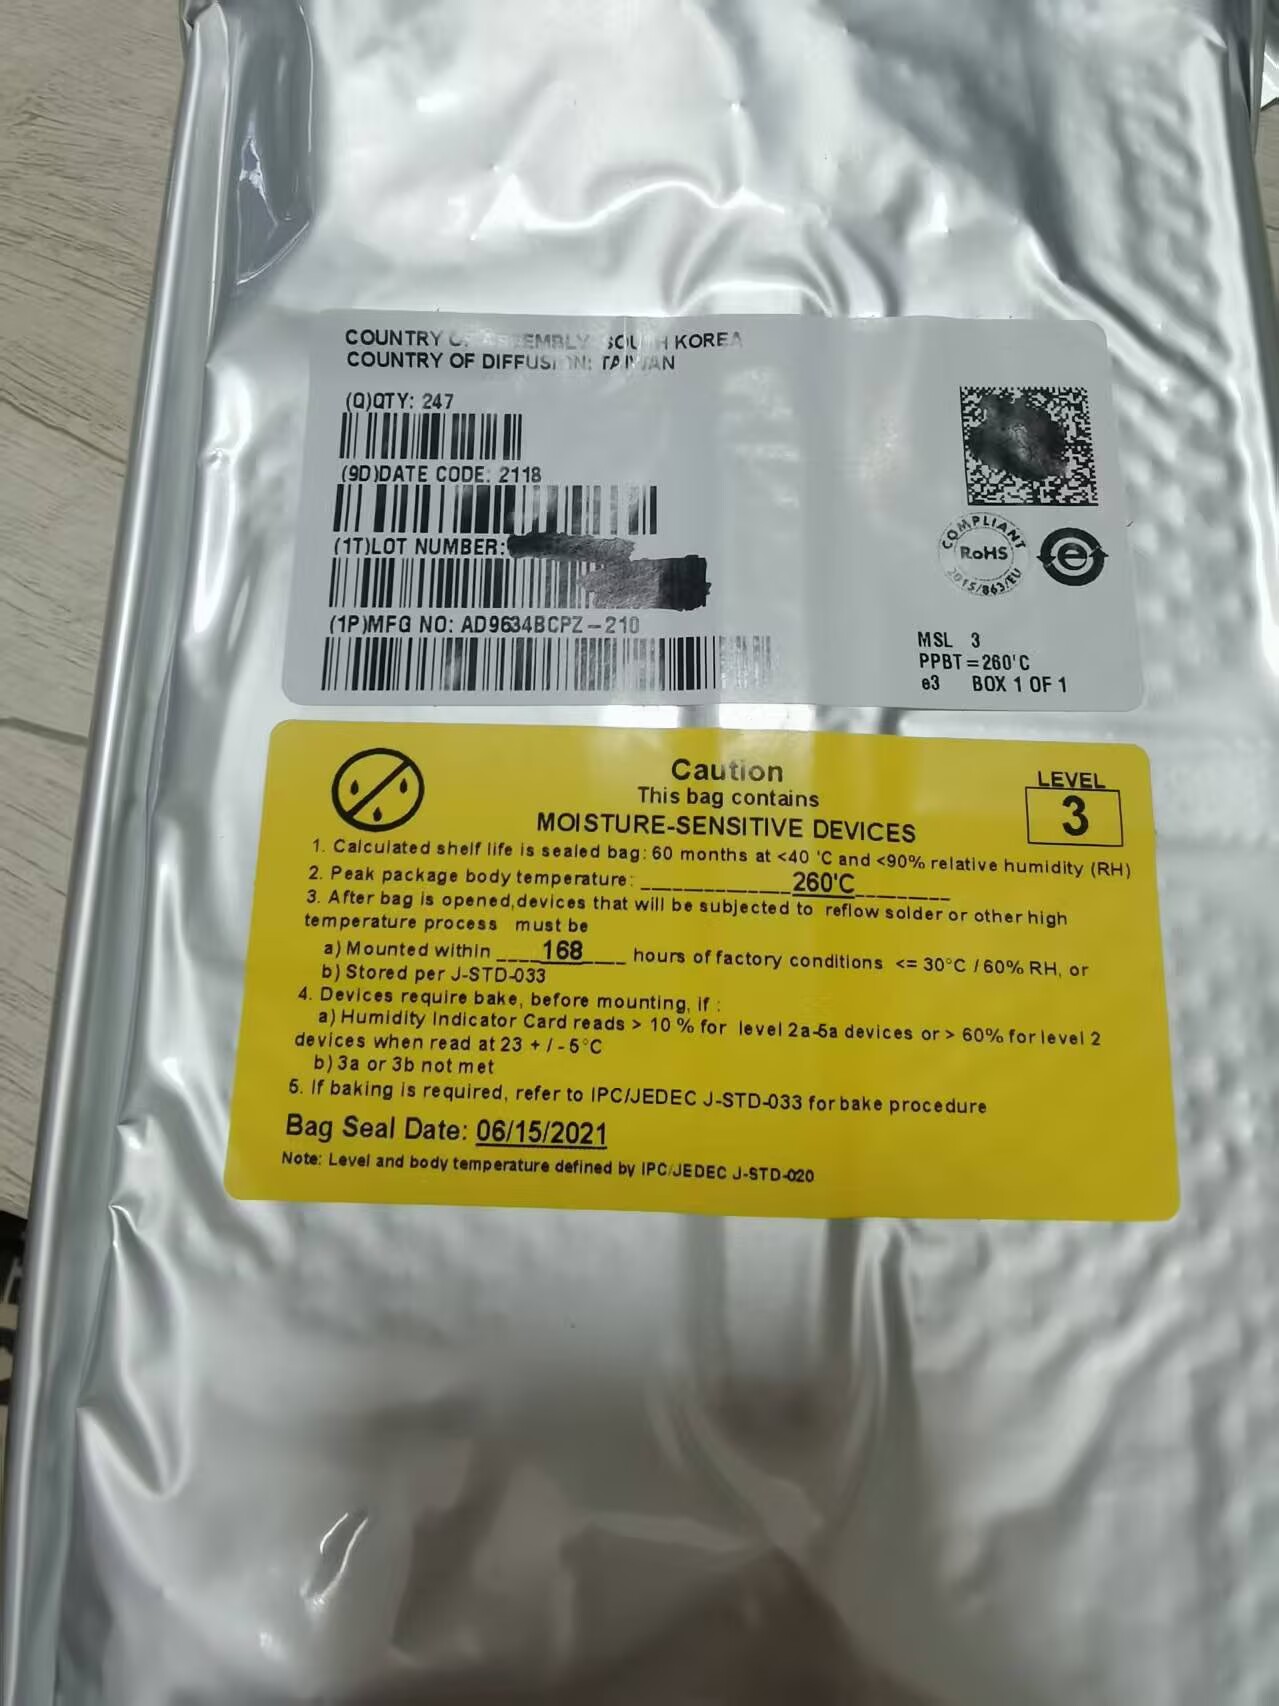 COUNTRY OF ASSEMBLY SOUTH KOREA
COUNTRY OF DIFFUSION: TAIWAN
(Q)QTY: 247
(9D)DATE CODE: 2118
(1T)LOT NUMBER:
(1P)MFG NO: AD9634BCPZ-210
COMPLIANT
RoHS
2015/863/EU
e
MSL 3
PPBT=260'C
e3 BOX 1 OF 1
Caution
This bag contains
MOISTURE-SENSITIVE DEVICES
LEVEL
3
1. Calculated shelf life is sealed bag: 60 months at <40 'C and <90% relative humidity (RH)
2. Peak package body temperature: 260'C
3. After bag is opened,devices that will be subjected to reflow solder or other high
temperature process must be
a) Mounted within 168 hours of factory conditions <= 30°C / 60% RH, or
b) Stored per J-STD-033
4. Devices require bake, before mounting, if :
a) Humidity Indicator Card reads > 10 % for level 2a-5a devices or > 60% for level 2
devices when read at 23 + / - 5°C
b) 3a or 3b not met
5. If baking is required, refer to IPC/JEDEC J-STD-033 for bake procedure
Bag Seal Date: 06/15/2021
Note: Level and body temperature defined by IPC/JEDEC J-STD-020